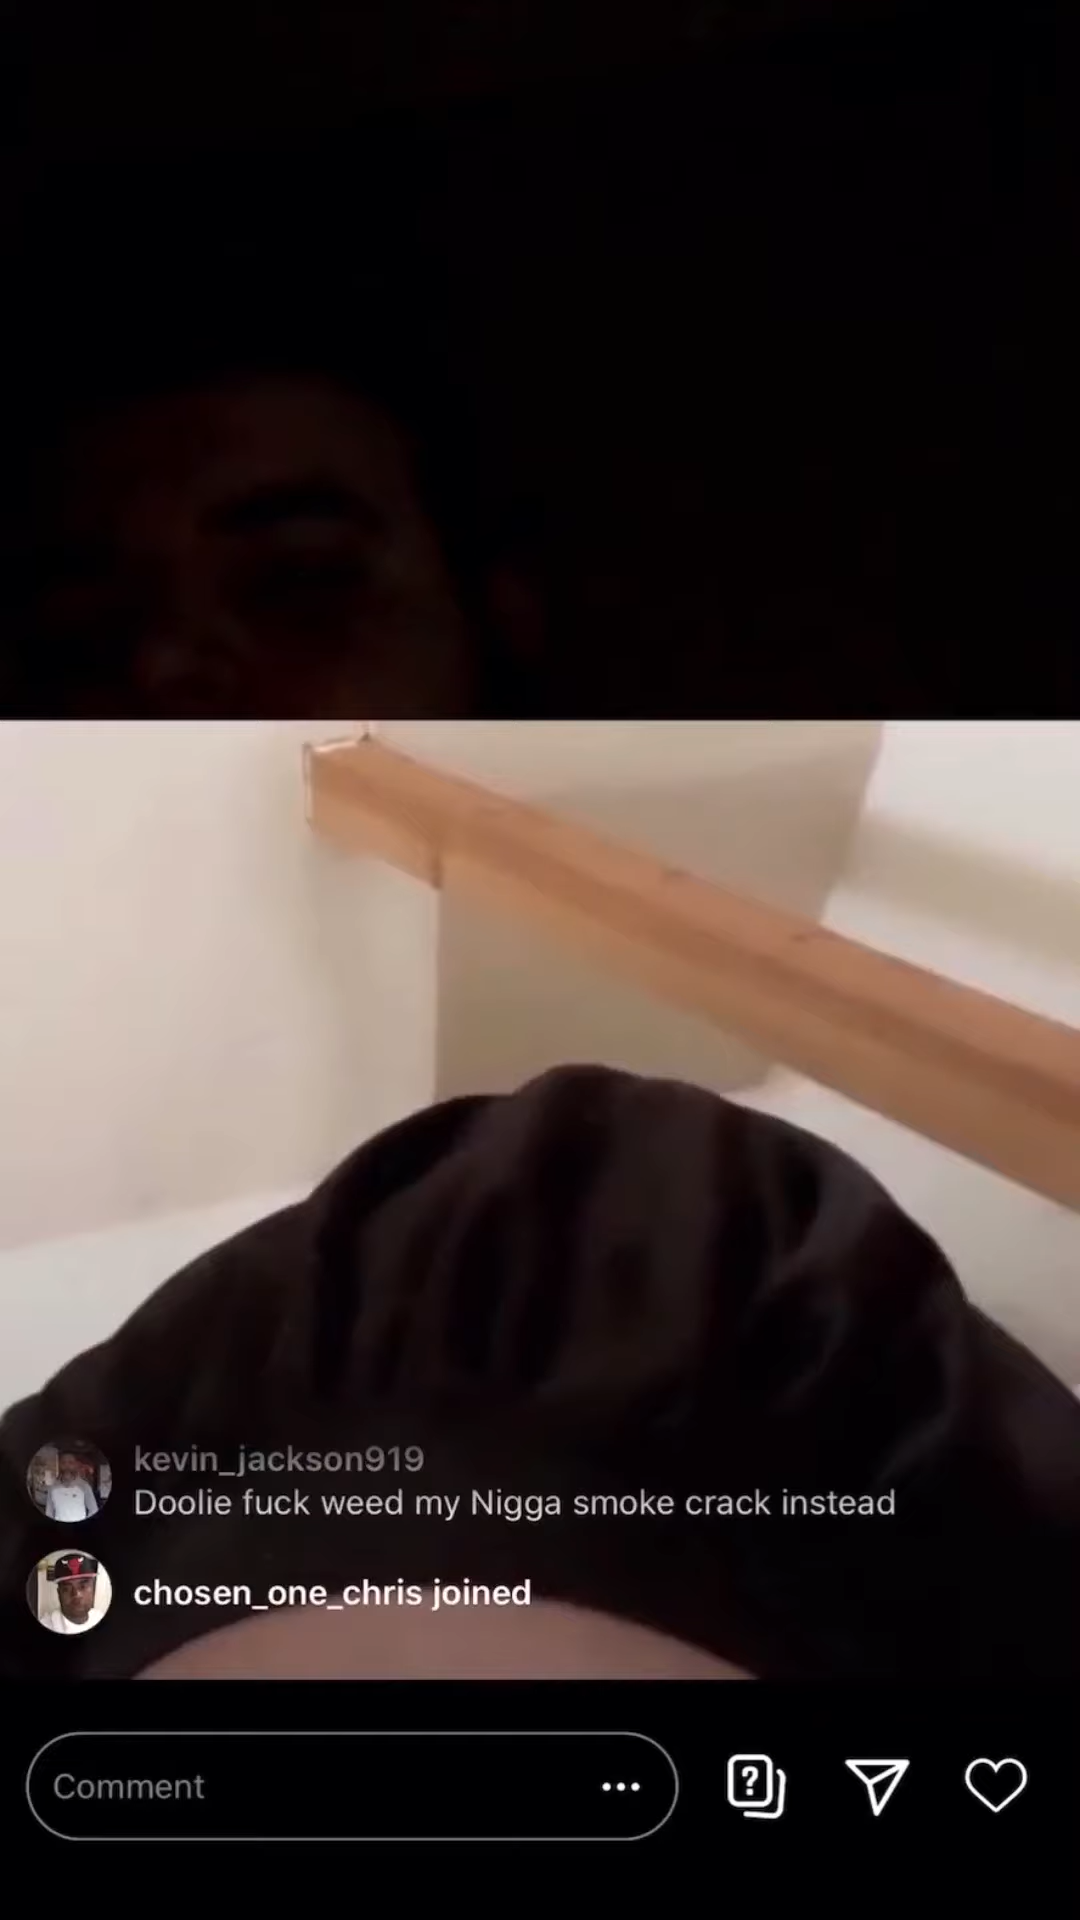 kevin_jackson919
Doolie fuck weed my Nigga smoke crack instead
chosen_one_chris joined
Comment